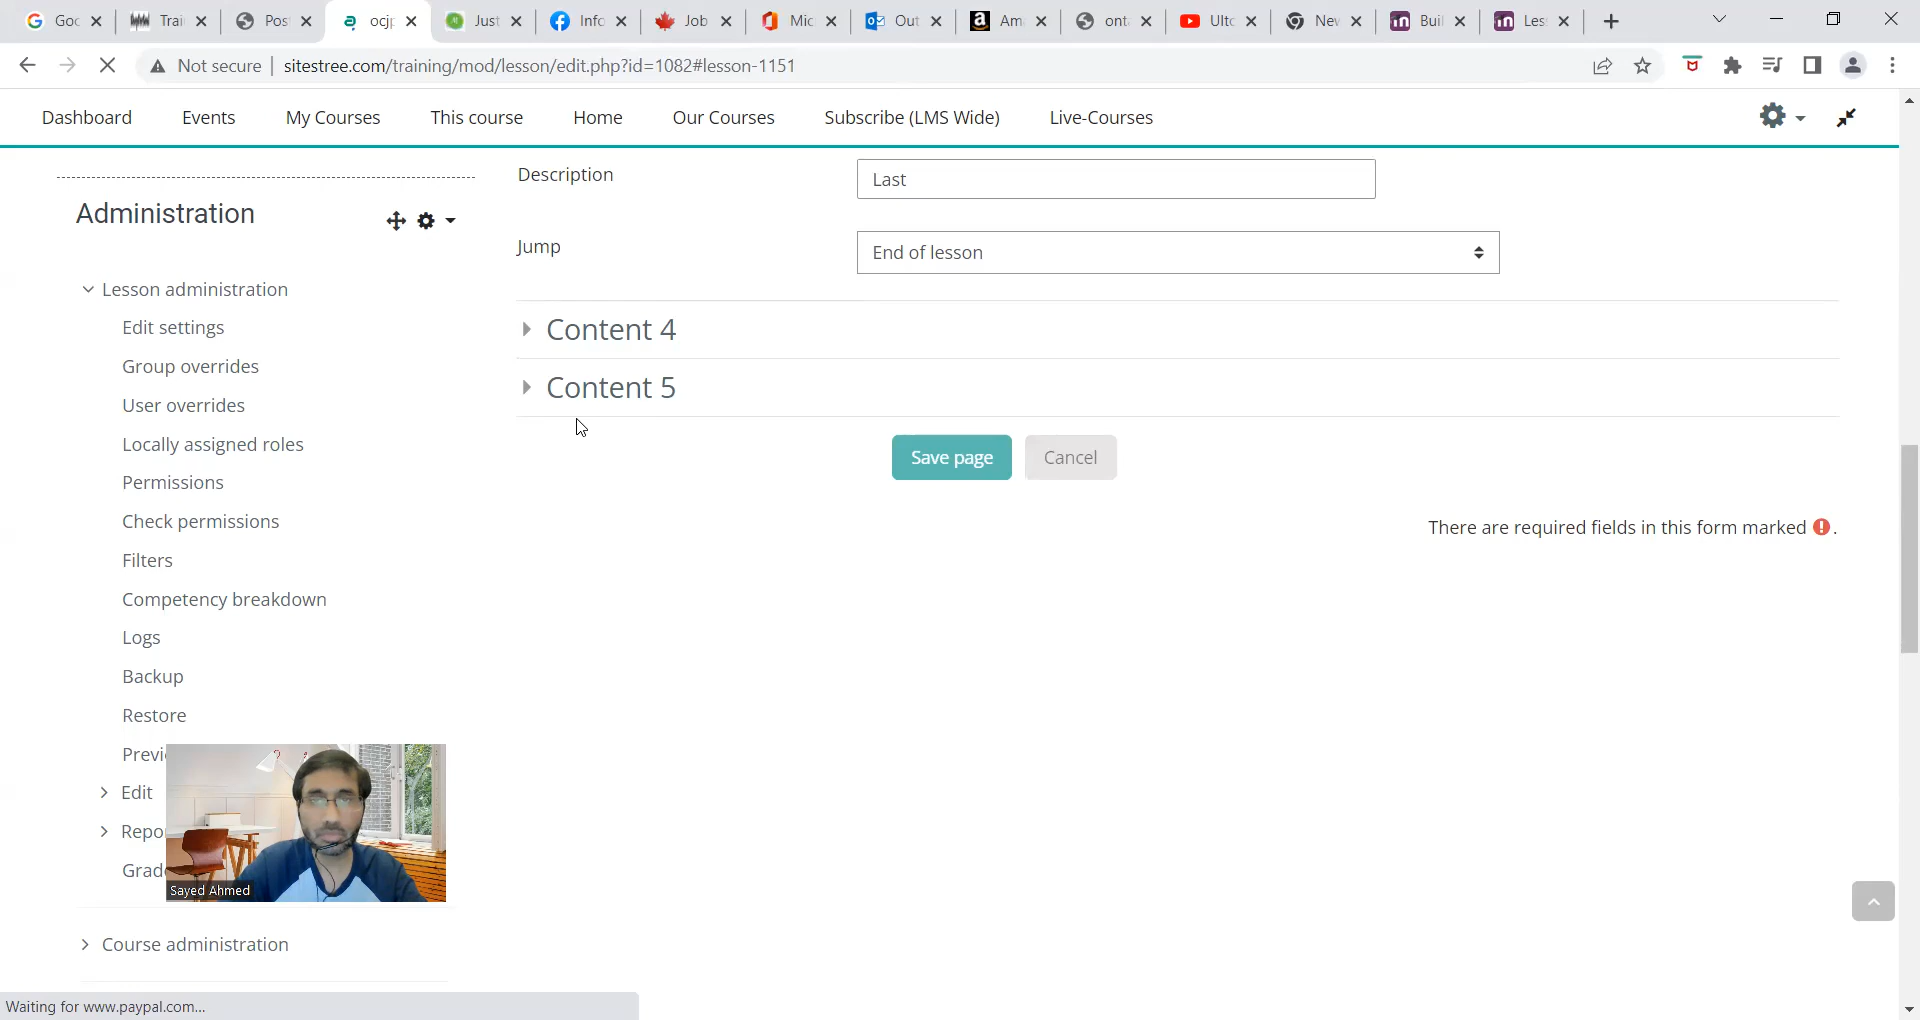 Goc
Trai
Pos
ocjp
Just
Info
Job
Mic
Out
Am
ont
Ultc
Nev
Buil
Les
Not secure
sitestree.com/training/mod/lesson/edit.php?id=1082#lesson-1151
Dashboard
Events
My Courses
This course
Home
Our Courses
Subscribe (LMS Wide)
Live-Courses
Description
Last
Administration
Jump
End of lesson
Lesson administration
Content 4
Edit settings
Group overrides
Content 5
User overrides
Locally assigned roles
Save page
Cancel
Permissions
Check permissions
There are required fields in this form marked .
Filters
Competency breakdown
Logs
Backup
Restore
Previ
Edit
Repor
Grad
Sayed Ahmed
Course administration
Waiting for www.paypal.com...